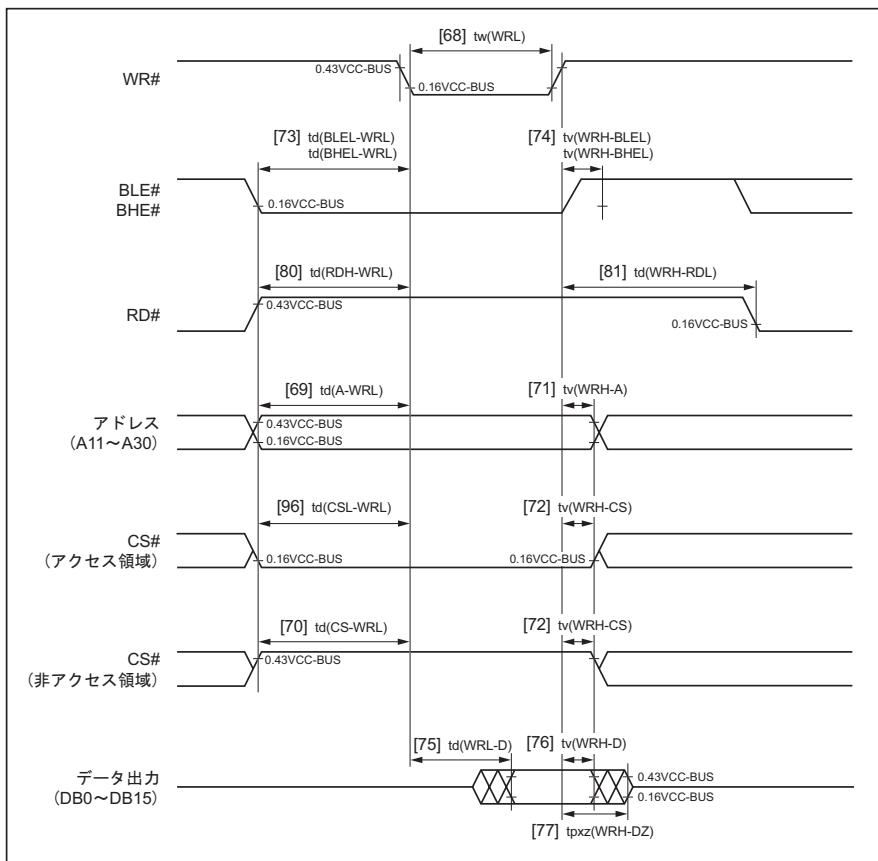 [68] tw(WRL)
WR#
0.43VCC-BUS
0.16VCC-BUS
[73] td(BLEL-WRL)
td(BHEL-WRL)
[74] tv(WRH-BLEL)
tv(WRH-BHEL)
BLE#
BHE#
0.16VCC-BUS
[80] td(RDH-WRL)
[81] td(WRH-RDL)
RD#
0.43VCC-BUS
0.16VCC-BUS
[69] td(A-WRL)
[71] tv(WRH-A)
アドレス
(A11～A30)
0.43VCC-BUS
0.16VCC-BUS
[96] td(CSL-WRL)
[72] tv(WRH-CS)
CS#
(アクセス領域)
0.16VCC-BUS
0.16VCC-BUS
[70] td(CS-WRL)
[72] tv(WRH-CS)
CS#
(非アクセス領域)
0.43VCC-BUS
[75] td(WRL-D)
[76] tv(WRH-D)
データ出力
(DB0～DB15)
0.43VCC-BUS
0.16VCC-BUS
[77] tpxz(WRH-DZ)